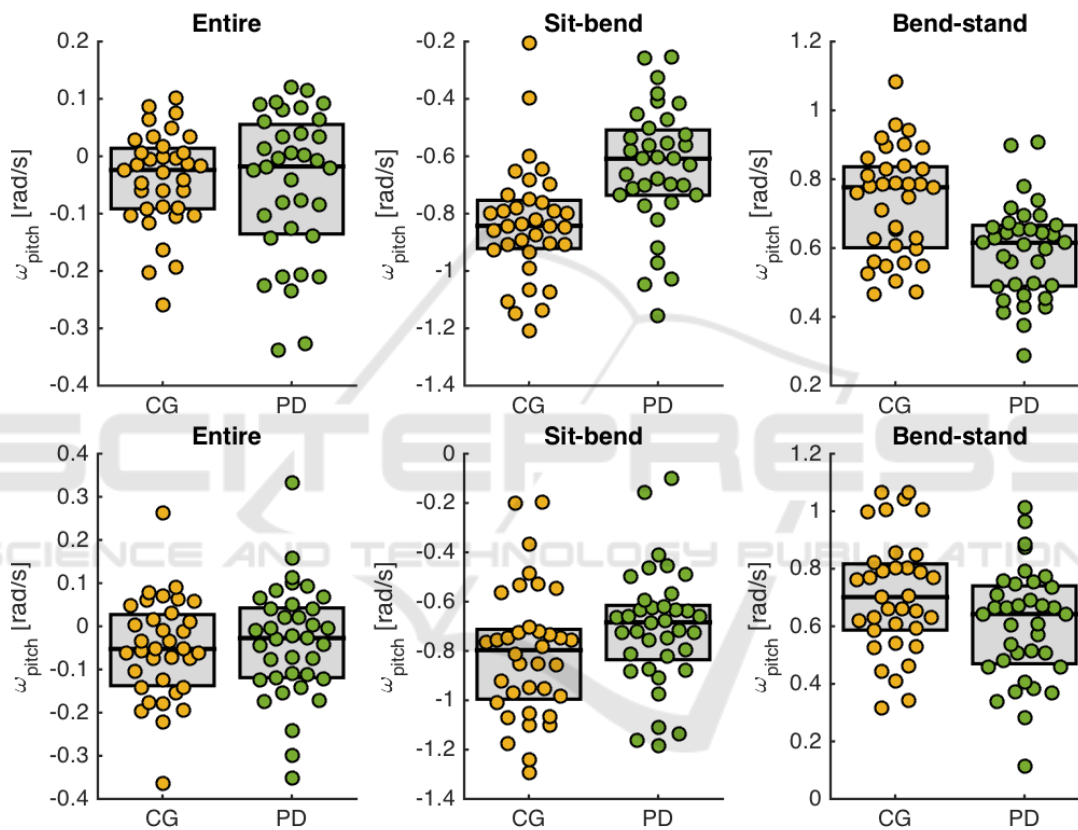 Entire
Sit-bend
Bend-stand
0.2
0.1
0
-0.1
-0.2
-0.3
-0.4
ω_pitch [rad/s]
CG PD
-0.2
-0.4
-0.6
-0.8
-1
-1.2
-1.4
ω_pitch [rad/s]
CG PD
1.2
1
0.8
0.6
0.4
0.2
ω_pitch [rad/s]
CG PD
SCITEPRESS
Entire
Sit-bend
Bend-stand
SCIENCE AND TECHNOLOGY PUBLICATIONS
0.4
0.3
0.2
0.1
0
-0.1
-0.2
-0.3
-0.4
ω_pitch [rad/s]
CG PD
0
-0.2
-0.4
-0.6
-0.8
-1
-1.2
-1.4
ω_pitch [rad/s]
CG PD
1.2
1
0.8
0.6
0.4
0.2
0
ω_pitch [rad/s]
CG PD